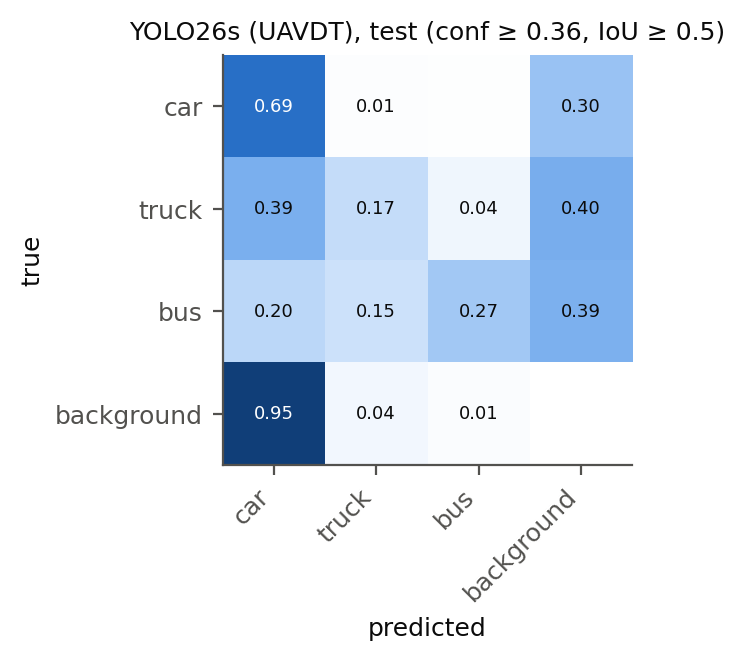 YOLO26s (UAVDT), test (conf ≥ 0.36, IoU ≥ 0.5)
true
car 0.69 0.01 0.30
truck 0.39 0.17 0.04 0.40
bus 0.20 0.15 0.27 0.39
background 0.95 0.04 0.01
car truck bus background
predicted